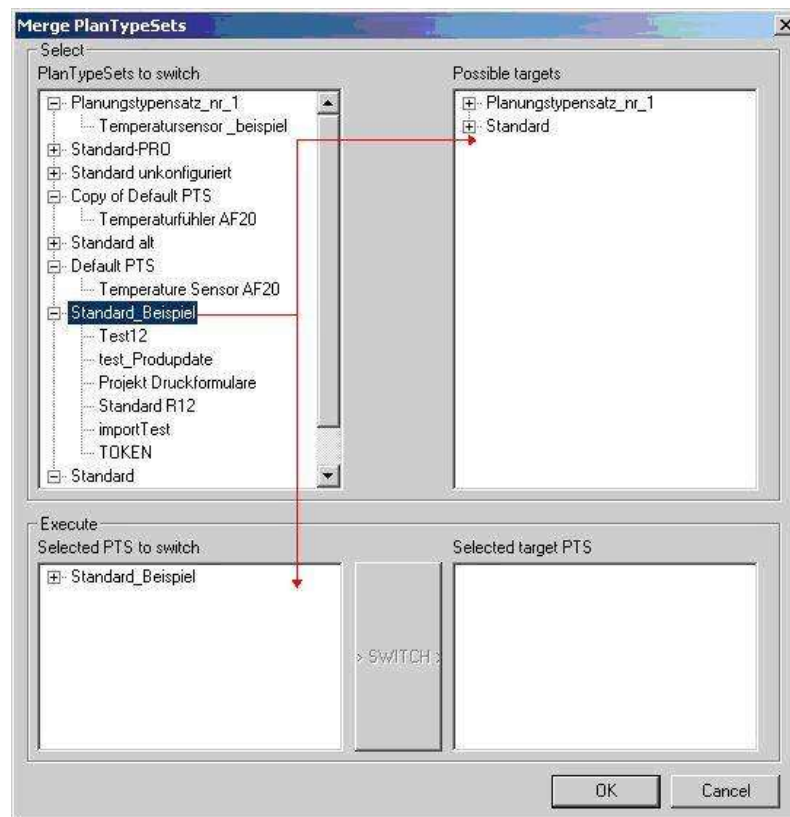 Merge PlanTypeSets
Select
PlanTypeSets to switch
Planungstypensatz_nr_1
Temperatursensor_beispiel
Standard-PRO
Standard unkonfiguriert
Copy of Default PTS
Temperaturfühler AF20
Standard alt
Default PTS
Temperature Sensor AF20
Standard_Beispiel
Test12
test_Produpdate
Projekt Druckformulare
Standard R12
importTest
TOKEN
Standard
Possible targets
Planungstypensatz_nr_1
Standard
Execute
Selected PTS to switch
Standard_Beispiel
> SWITCH >
Selected target PTS
OK
Cancel